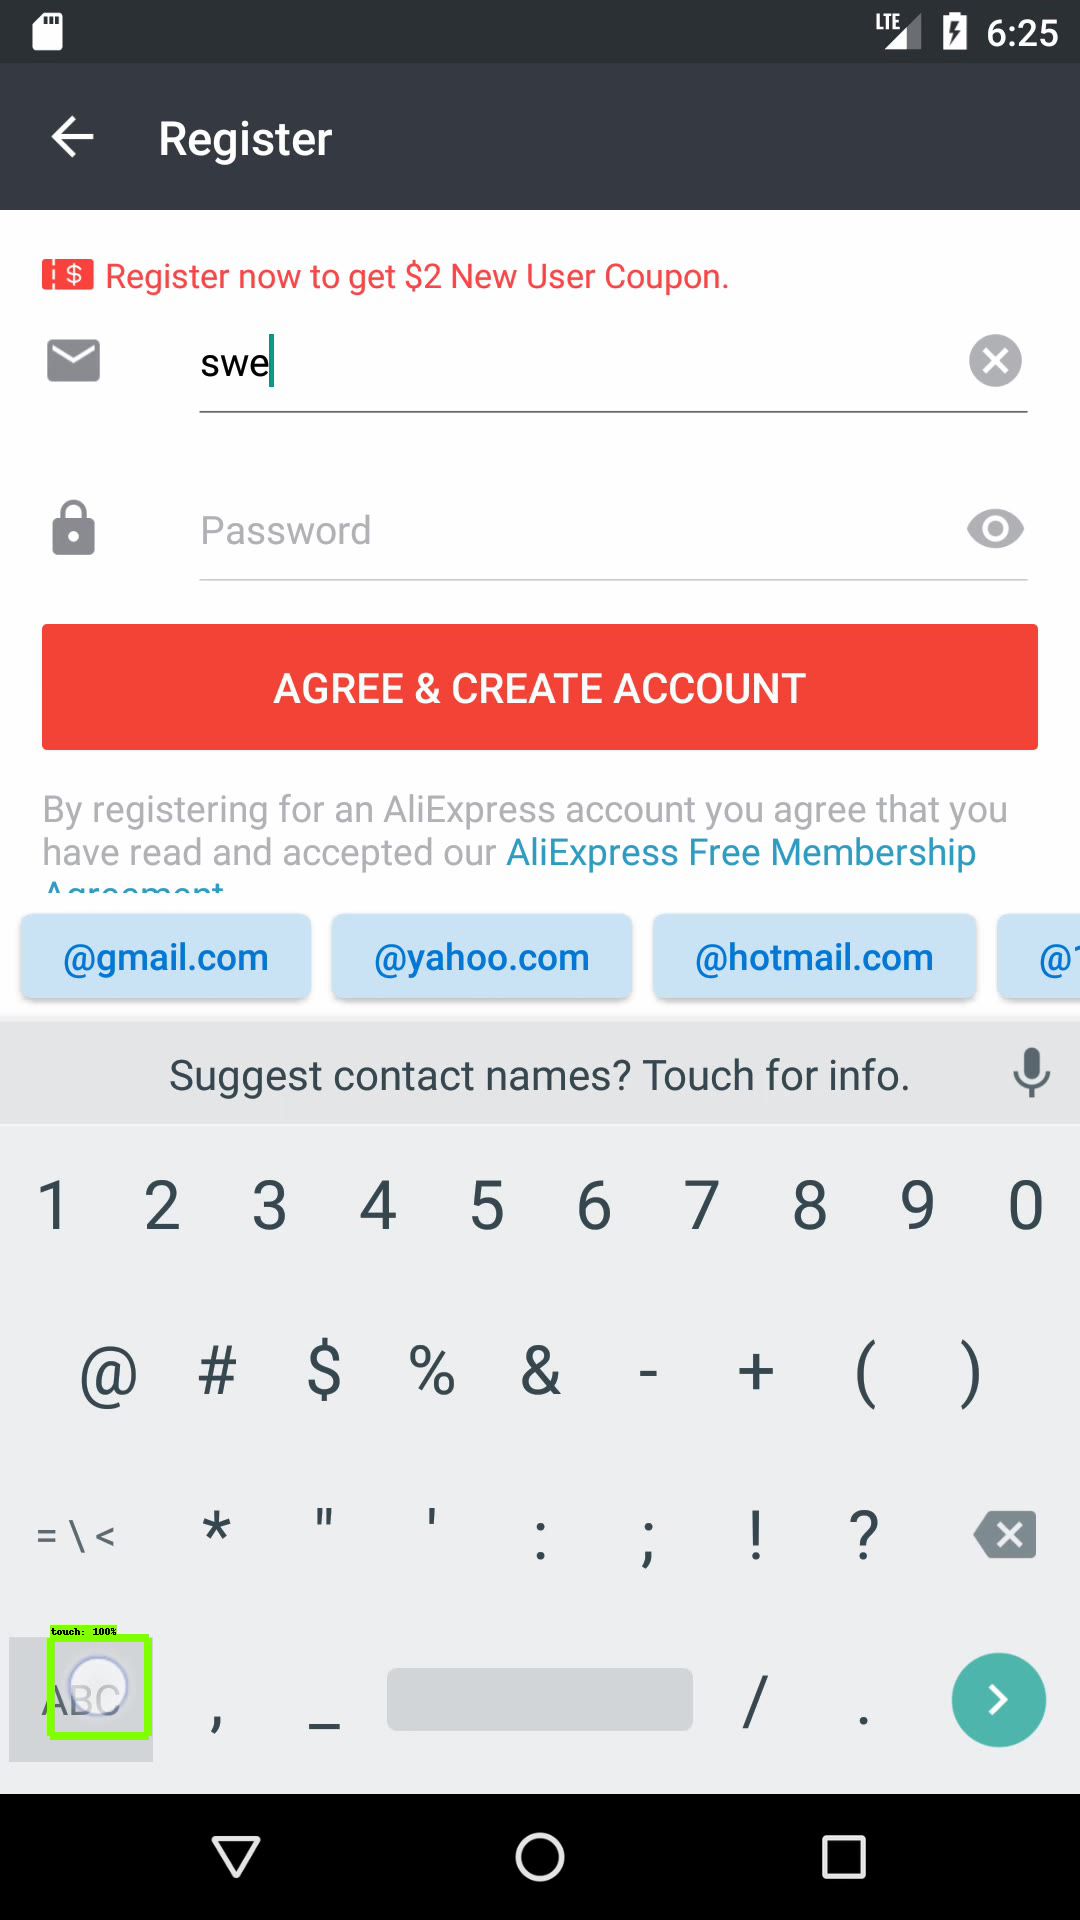 LTE 6:25
Register
Register now to get $2 New User Coupon.
swe
Password
AGREE & CREATE ACCOUNT
By registering for an AliExpress account you agree that you
have read and accepted our AliExpress Free Membership
Agreement
@gmail.com @yahoo.com @hotmail.com @1
Suggest contact names? Touch for info.
1 2 3 4 5 6 7 8 9 0
@ # $ % & - + ( )
= \ < * " ' : ; ! ?
touch: 100%
ABC , _ / .